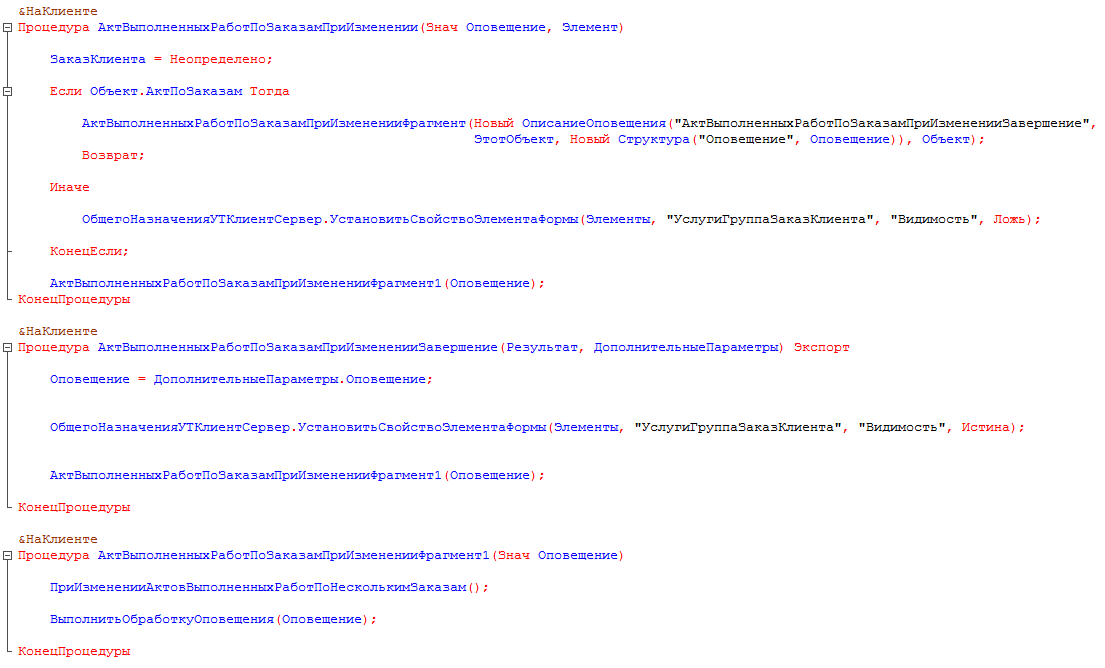 &НаКлиенте
Процедура АктВыполненныхРаботПоЗаказамПриИзменении(Знач Оповещение, Элемент)
ЗаказКлиента = Неопределено;
Если Объект.АктПоЗаказам Тогда
АктВыполненныхРаботПоЗаказамПриИзмененииФрагмент(Новый ОписаниеОповещения("АктВыполненныхРаботПоЗаказамПриИзмененииЗавершение",
ЭтотОбъект, Новый Структура("Оповещение", Оповещение)), Объект);
Возврат;
Иначе
ОбщегоНазначенияУТКлиентСервер.УстановитьСвойствоЭлементаФормы(Элементы, "УслугиГруппаЗаказКлиента", "Видимость", Ложь);
КонецЕсли;
АктВыполненныхРаботПоЗаказамПриИзмененииФрагмент1(Оповещение);
КонецПроцедуры
&НаКлиенте
Процедура АктВыполненныхРаботПоЗаказамПриИзмененииЗавершение(Результат, ДополнительныеПараметры) Экспорт
Оповещение = ДополнительныеПараметры.Оповещение;
ОбщегоНазначенияУТКлиентСервер.УстановитьСвойствоЭлементаФормы(Элементы, "УслугиГруппаЗаказКлиента", "Видимость", Истина);
АктВыполненныхРаботПоЗаказамПриИзмененииФрагмент1(Оповещение);
КонецПроцедуры
&НаКлиенте
Процедура АктВыполненныхРаботПоЗаказамПриИзмененииФрагмент1(Знач Оповещение)
ПриИзмененииАктовВыполненныхРаботПоНесколькимЗаказам();
ВыполнитьОбработкуОповещения(Оповещение);
КонецПроцедуры